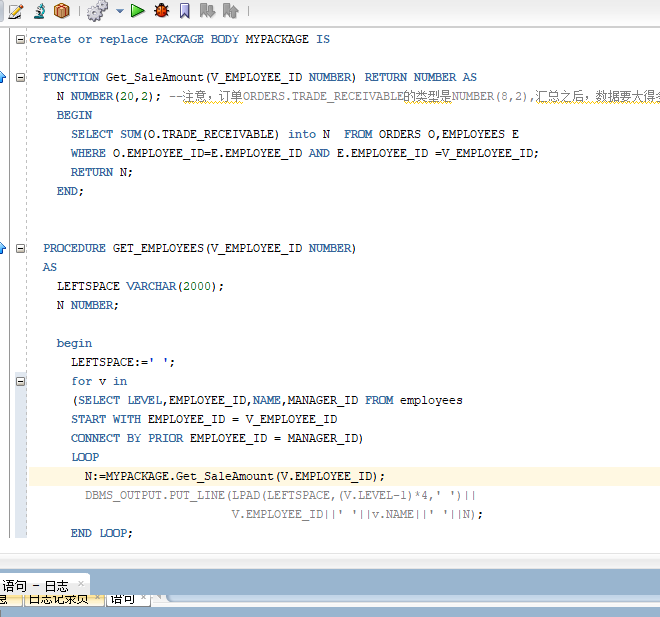 create or replace PACKAGE BODY MYPACKAGE IS
FUNCTION Get_SaleAmount(V_EMPLOYEE_ID NUMBER) RETURN NUMBER AS
N NUMBER(20,2); --注意，订单ORDERS.TRADE_RECEIVABLE的类型是NUMBER(8,2),汇总之后，数据要大得
BEGIN
SELECT SUM(O.TRADE_RECEIVABLE) into N  FROM ORDERS O,EMPLOYEES E
WHERE O.EMPLOYEE_ID=E.EMPLOYEE_ID AND E.EMPLOYEE_ID =V_EMPLOYEE_ID;
RETURN N;
END;
PROCEDURE GET_EMPLOYEES(V_EMPLOYEE_ID NUMBER)
AS
LEFTSPACE VARCHAR(2000);
N NUMBER;
begin
LEFTSPACE:=' ';
for v in
(SELECT LEVEL,EMPLOYEE_ID,NAME,MANAGER_ID FROM employees
START WITH EMPLOYEE_ID = V_EMPLOYEE_ID
CONNECT BY PRIOR EMPLOYEE_ID = MANAGER_ID)
LOOP
N:=MYPACKAGE.Get_SaleAmount(V.EMPLOYEE_ID);
DBMS_OUTPUT.PUT_LINE(LPAD(LEFTSPACE,(V.LEVEL-1)*4,' ')||
V.EMPLOYEE_ID||' '||v.NAME||' '||N);
END LOOP;
语句 - 日志
息 日志记录页 语句